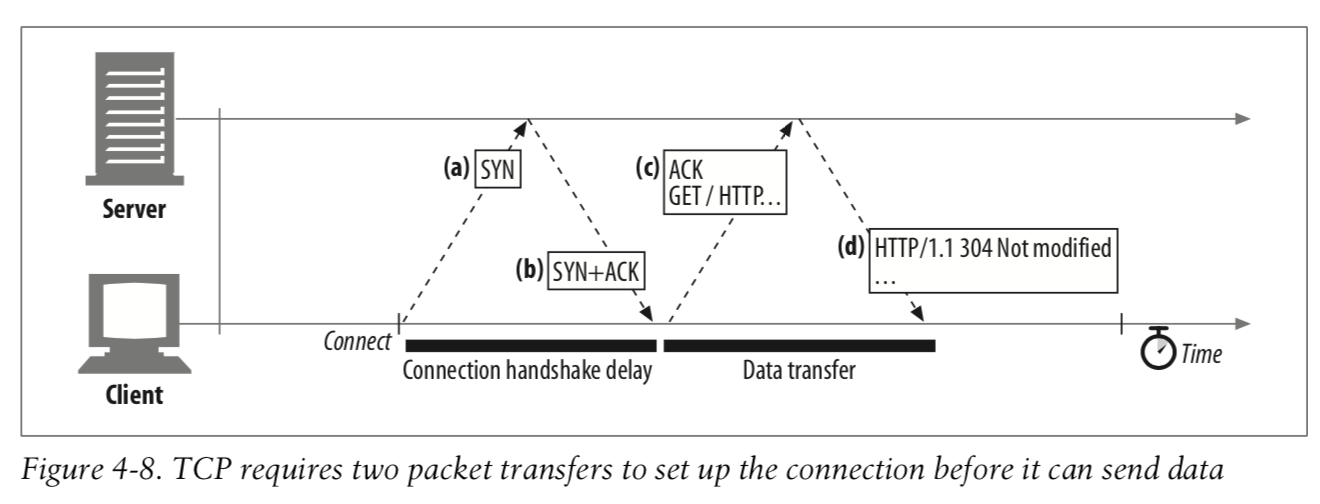 (a) SYN
(c) ACK
GET / HTTP...
Server
(b) SYN+ACK
(d) HTTP/1.1 304 Not modified
...
Connect
Time
Connection handshake delay
Data transfer
Client
Figure 4-8. TCP requires two packet transfers to set up the connection before it can send data